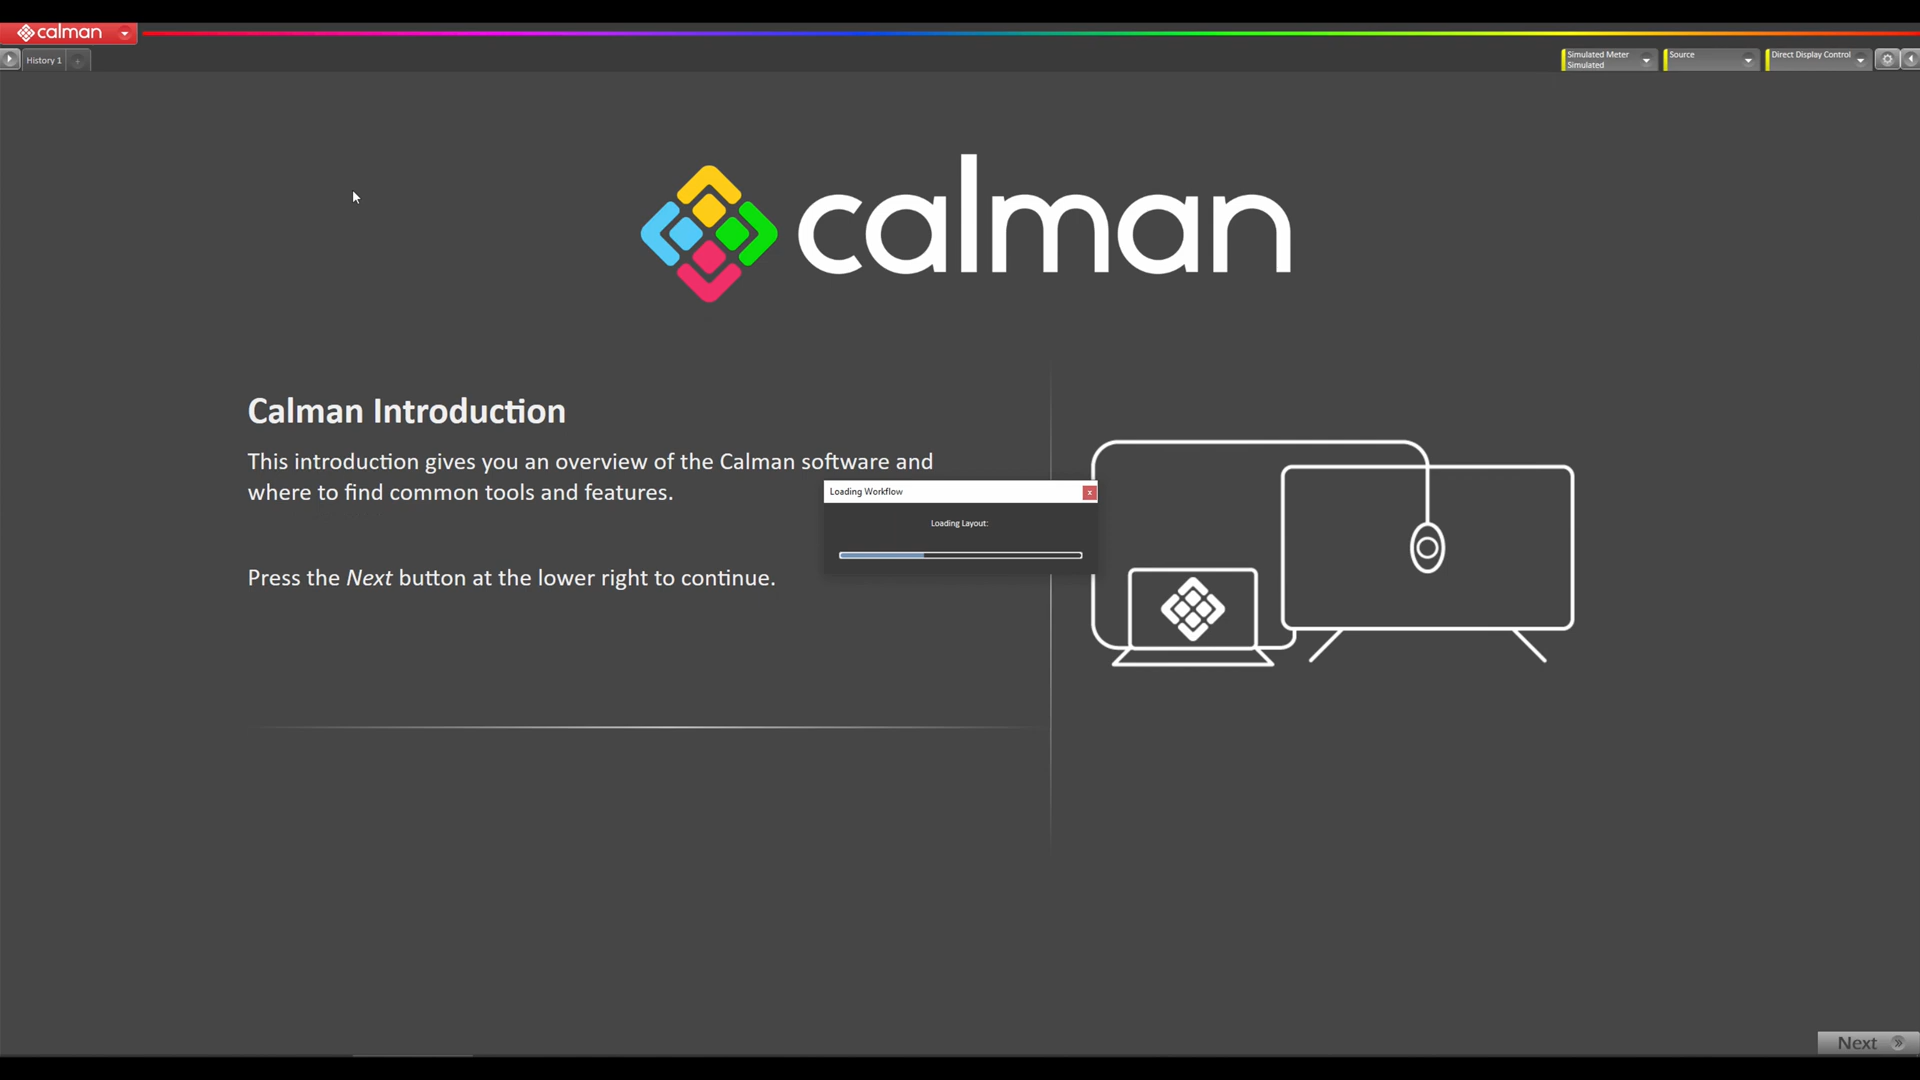 calman
History 1
+
Simulated Meter
Simulated
Source
Direct Display Control
calman
Calman Introduction
This introduction gives you an overview of the Calman software and
where to find common tools and features.
Loading Workflow
x
Loading Layout:
Press the Next button at the lower right to continue.
Next »